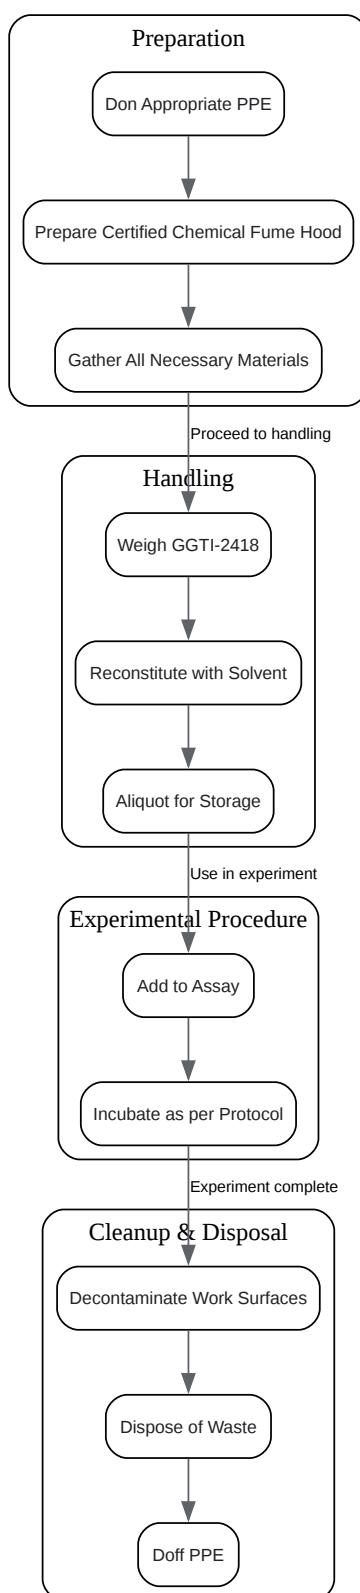 Preparation
Don Appropriate PPE
Prepare Certified Chemical Fume Hood
Gather All Necessary Materials
Proceed to handling
Handling
Weigh GGTI-2418
Reconstitute with Solvent
Aliquot for Storage
Use in experiment
Experimental Procedure
Add to Assay
Incubate as per Protocol
Experiment complete
Cleanup & Disposal
Decontaminate Work Surfaces
Dispose of Waste
Doff PPE